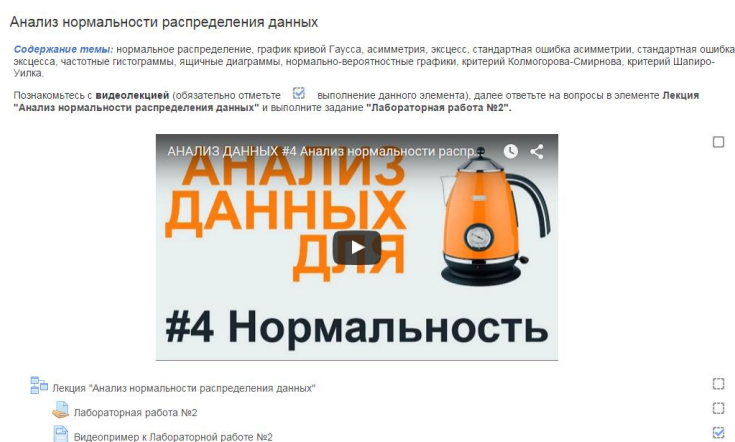 Анализ нормальности распределения данных
Содержание темы: нормальное распределение, график кривой Гаусса, асимметрия, эксцесс, стандартная ошибка асимметрии, стандартная ошибка
эксцесса, частотные гистограммы, ящичные диаграммы, нормально-вероятностные графики, критерий Колмогорова-Смирнова, критерий Шапиро-
Уилка.
Познакомьтесь с видеолекцией (обязательно отметьте выполнение данного элемента), далее ответьте на вопросы в элементе Лекция
"Анализ нормальности распределения данных" и выполните задание "Лабораторная работа №2".
АНАЛИЗ ДАННЫХ #4 Анализ нормальности распр...
АНАЛИЗ
ДАННЫХ
ДЛЯ
#4 Нормальность
Лекция "Анализ нормальности распределения данных"
Лабораторная работа №2
Видеопример к Лабораторной работе №2